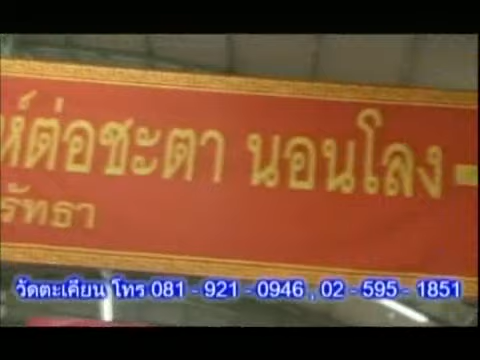 ห์ต่อชะตา นอนโลง -
รัทธา
วัดตะเคียน โทร 081 - 921 - 0946 , 02 - 595 - 1851